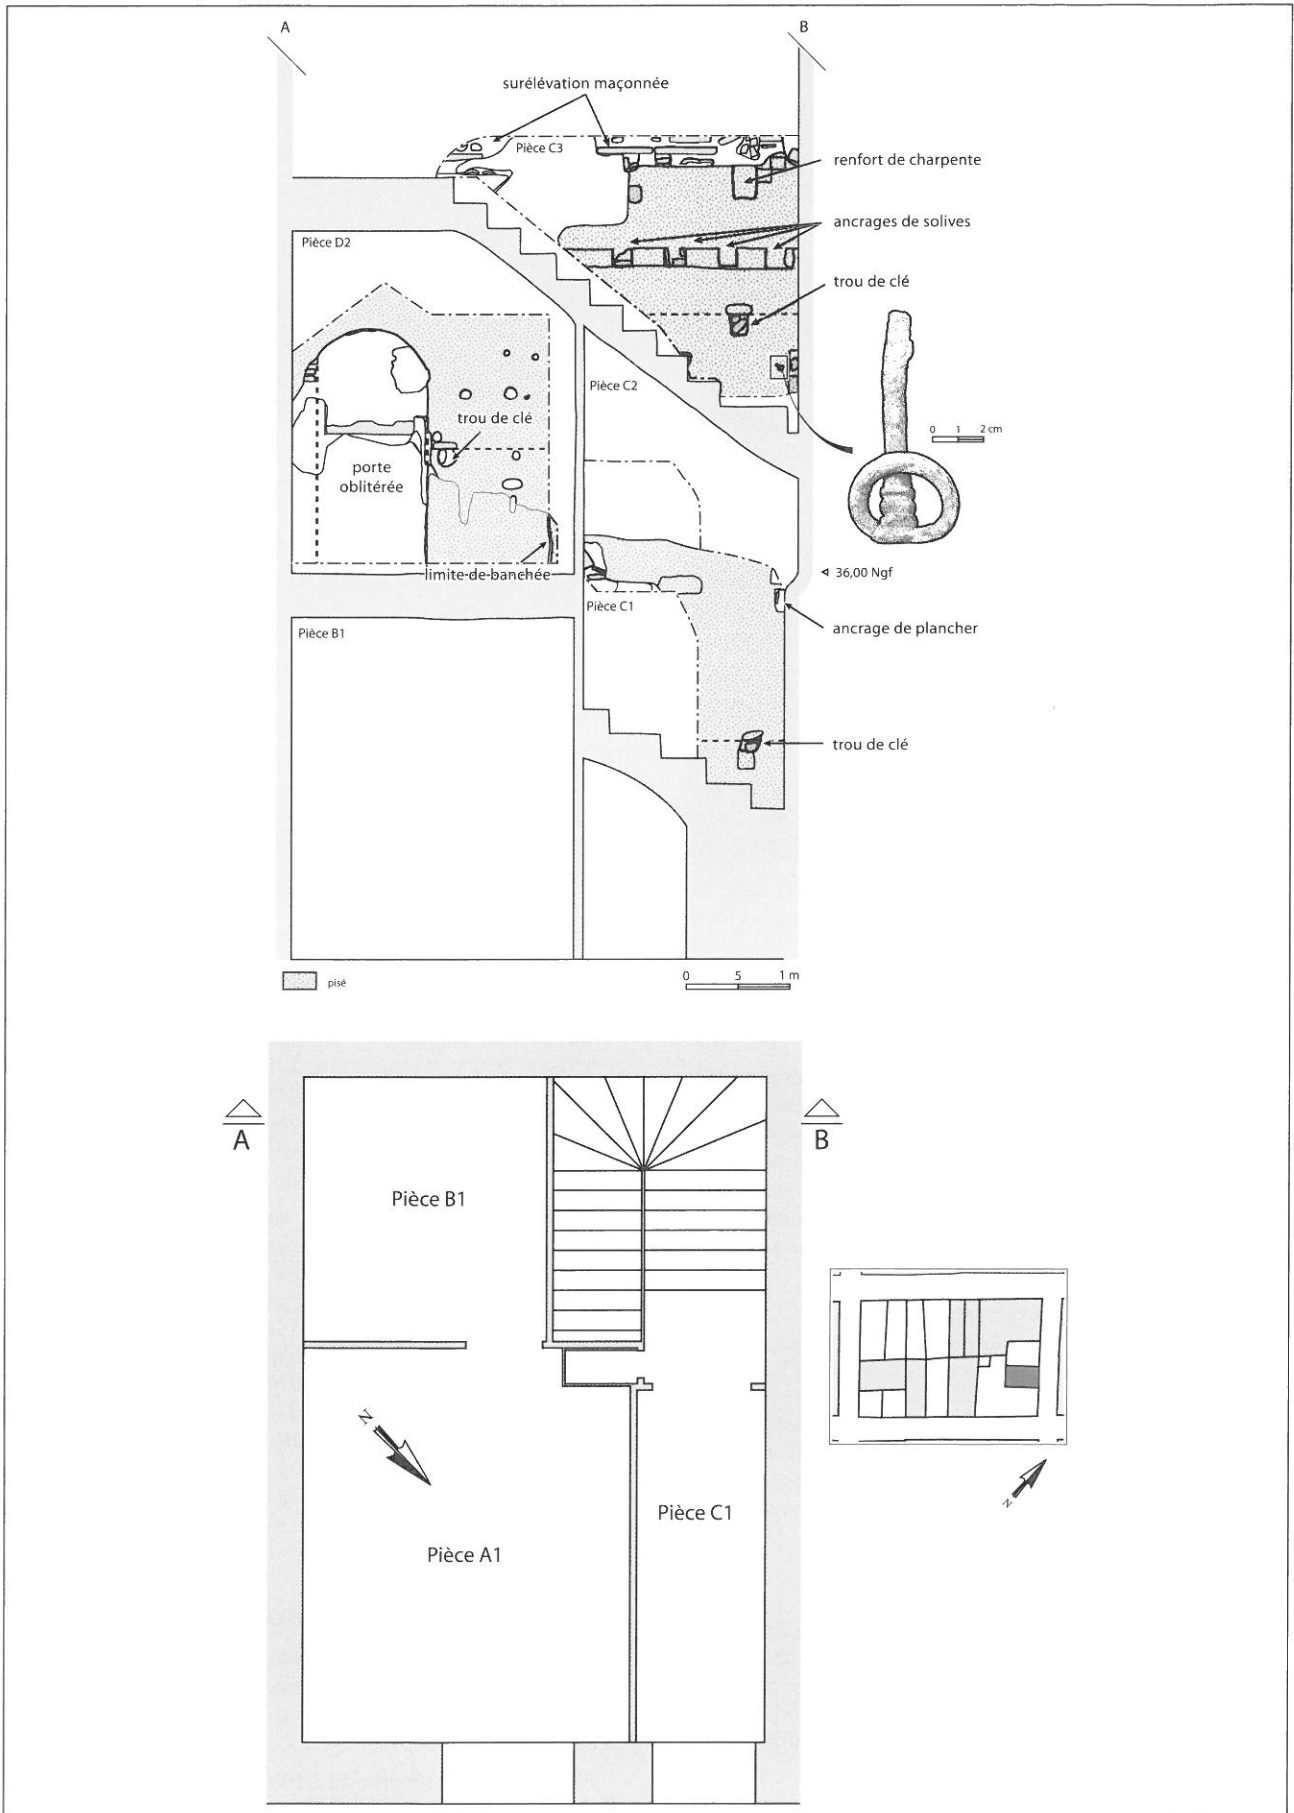 A
B
surélévation maçonnée
Pièce C3
renfort de charpente
ancrages de solives
Pièce D2
trou de clé
Pièce C2
trou de clé
0 1 2 cm
porte
oblitérée
36,00 Ngf
limite de banchée
Pièce C1
ancrage de plancher
Pièce B1
trou de clé
pisé
0 5 1 m
A
B
Pièce B1
N
Pièce C1
Pièce A1
N